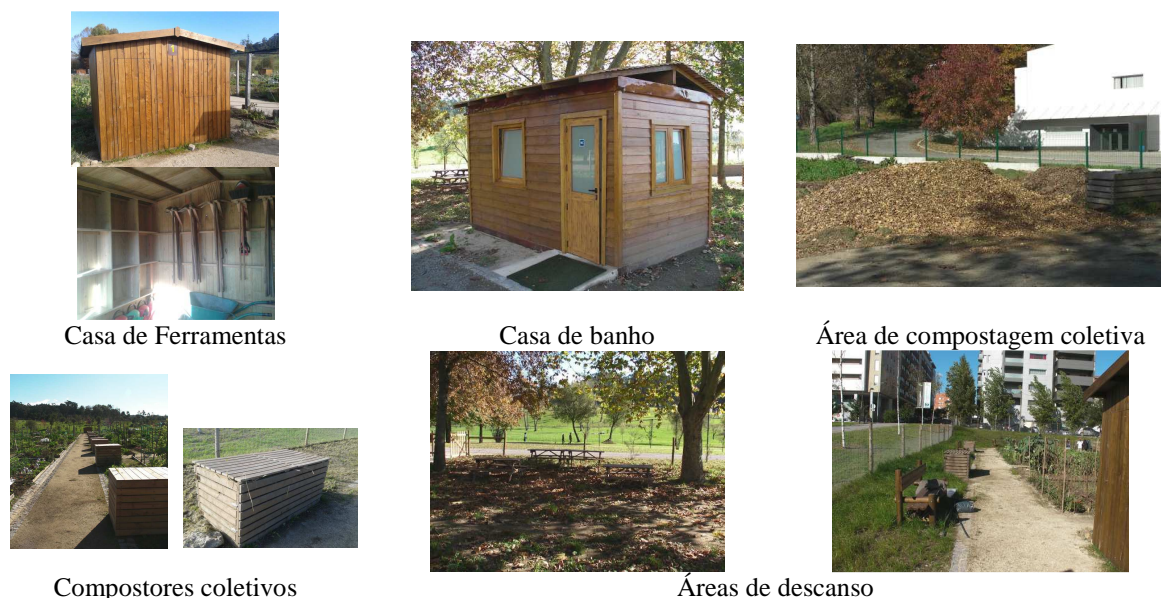 Casa de Ferramentas
Casa de banho
Área de compostagem coletiva
Compostores coletivos
Áreas de descanso